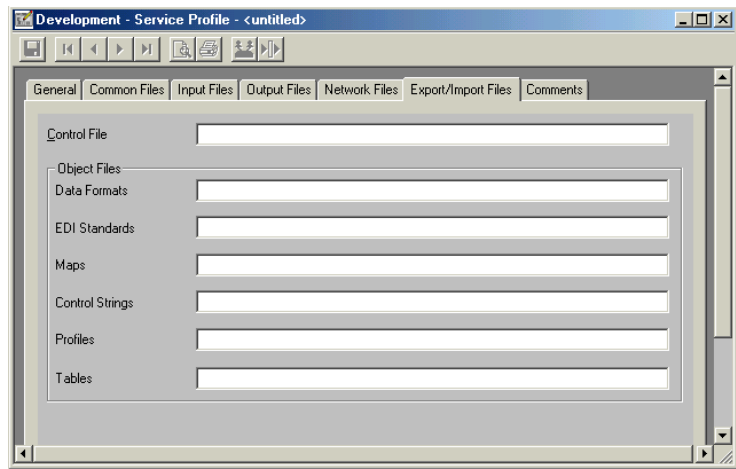 Development - Service Profile - <untitled>
General Common Files Input Files Output Files Network Files Export/Import Files Comments
Control File
Object Files
Data Formats
EDI Standards
Maps
Control Strings
Profiles
Tables